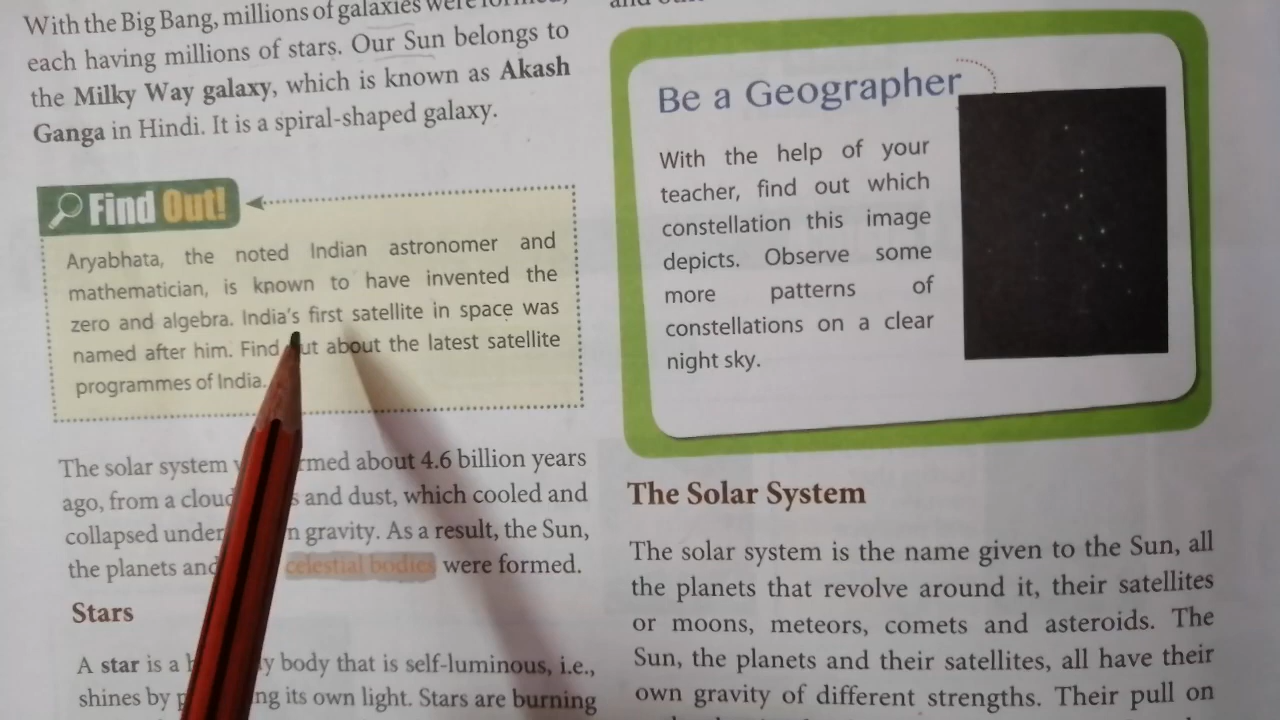 With the Big Bang, millions of galaxies were formed,
each having millions of stars. Our Sun belongs to
the Milky Way galaxy, which is known as Akash
Ganga in Hindi. It is a spiral-shaped galaxy.
Find Out!
Aryabhata, the noted Indian astronomer and
mathematician, is known to have invented the
zero and algebra. India's first satellite in space was
named after him. Find out about the latest satellite
programmes of India.
The solar system formed about 4.6 billion years
ago, from a cloud and dust, which cooled and
collapsed under gravity. As a result, the Sun,
the planets and celestial bodies were formed.
Stars
A star is a body that is self-luminous, i.e.,
shines by its own light. Stars are burning
Be a Geographer
With the help of your
teacher, find out which
constellation this image
depicts. Observe some
more patterns of
constellations on a clear
night sky.
The Solar System
The solar system is the name given to the Sun, all
the planets that revolve around it, their satellites
or moons, meteors, comets and asteroids. The
Sun, the planets and their satellites, all have their
own gravity of different strengths. Their pull on